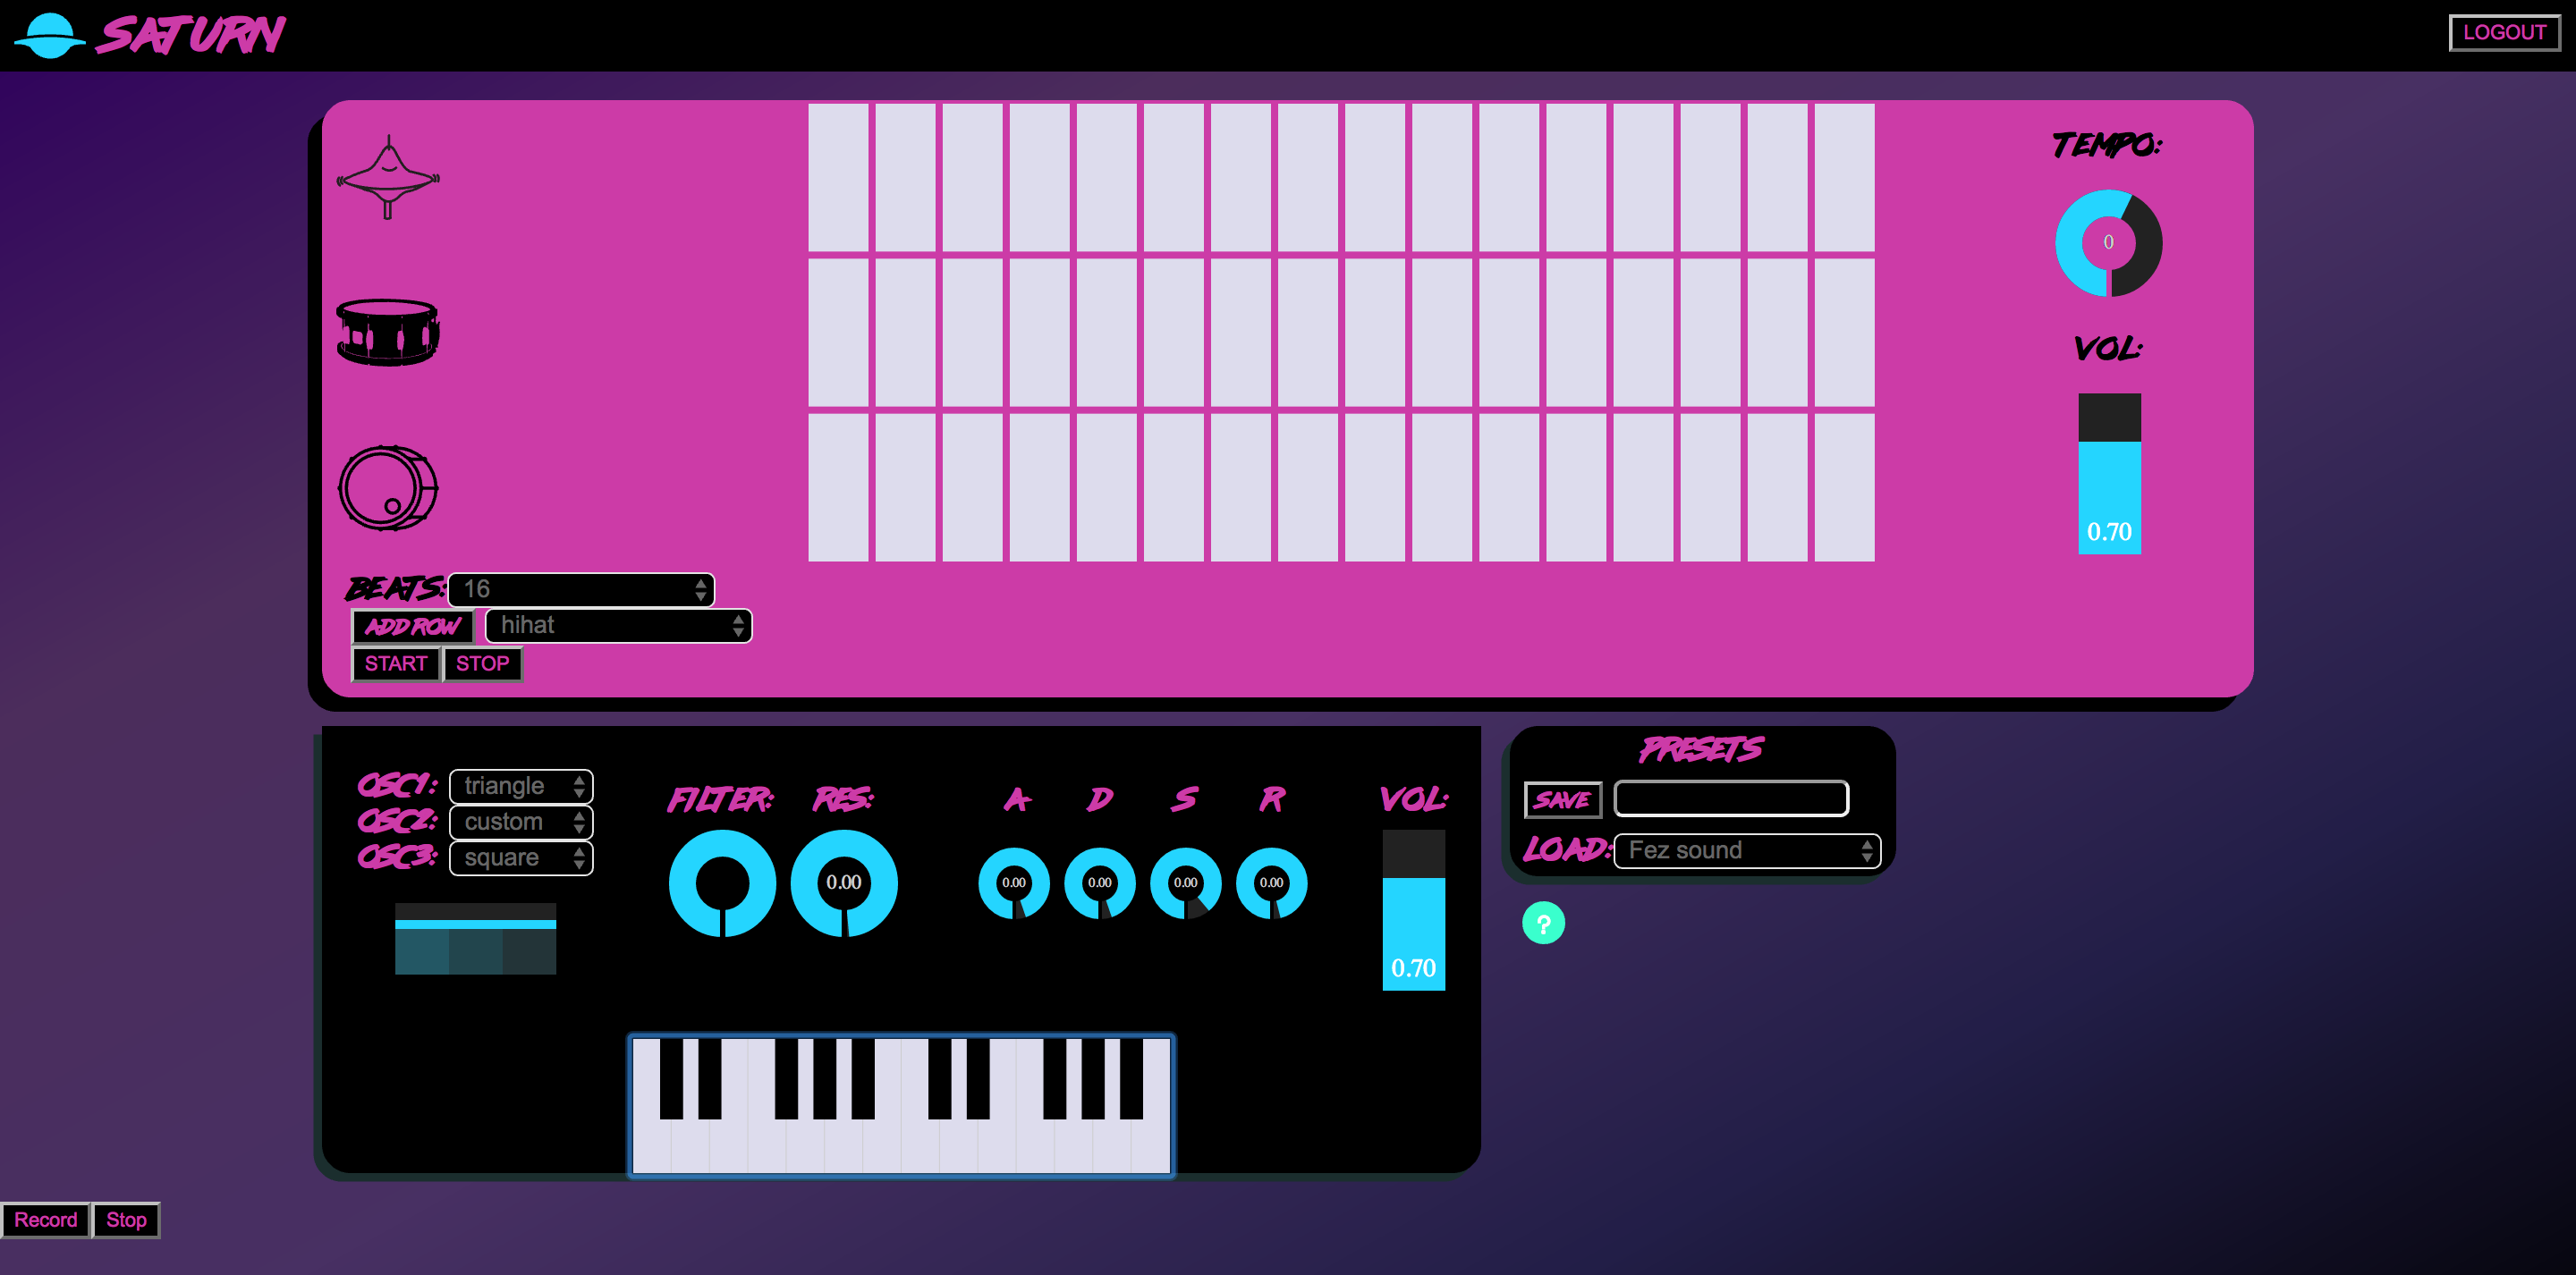 SATURN
LOGOUT
TEMPO:
0
VOL:
0.70
BEATS: 16
ADD ROW hihat
START STOP
OSC1: triangle
OSC2: custom
OSC3: square
FILTER: RES: A D S R VOL:
0.00 0.00 0.00 0.00 0.00
0.70
PRESETS
SAVE
LOAD: Fez sound
?
Record Stop